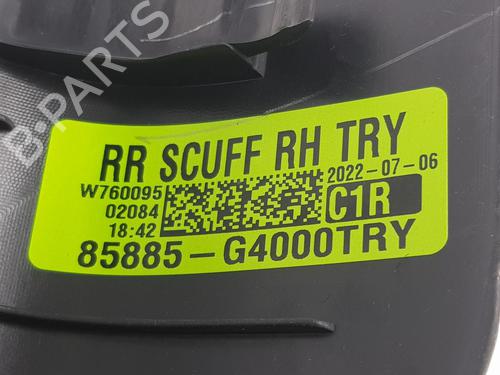 RR SCUFF RH TRY
W760095 2022-07-06
02084
18:42 C1R
85885-G4000TRY
B-PARTS